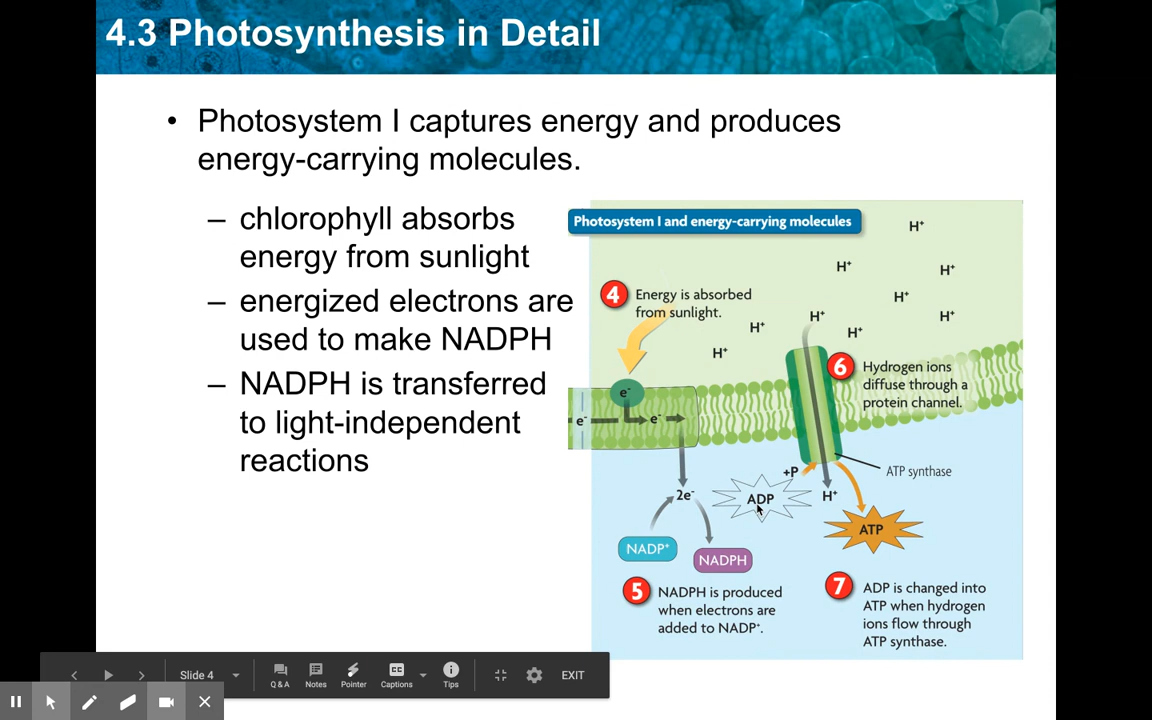 4.3 Photosynthesis in Detail
• Photosystem I captures energy and produces
energy-carrying molecules.
– chlorophyll absorbs
energy from sunlight
– energized electrons are
used to make NADPH
– NADPH is transferred
to light-independent
reactions
Photosystem I and energy-carrying molecules
H⁺
H⁺
H⁺
H⁺
H⁺
H⁺
H⁺
H⁺
H⁺
4 Energy is absorbed
from sunlight.
6 Hydrogen ions
diffuse through a
protein channel.
e⁻
e⁻
e⁻
ATP synthase
+P
2e⁻
ADP
H⁺
ATP
NADP⁺
NADPH
5 NADPH is produced
when electrons are
added to NADP⁺.
7 ADP is changed into
ATP when hydrogen
ions flow through
ATP synthase.
Slide 4
Q & A
Notes
Pointer
CC
Captions
Tips
EXIT